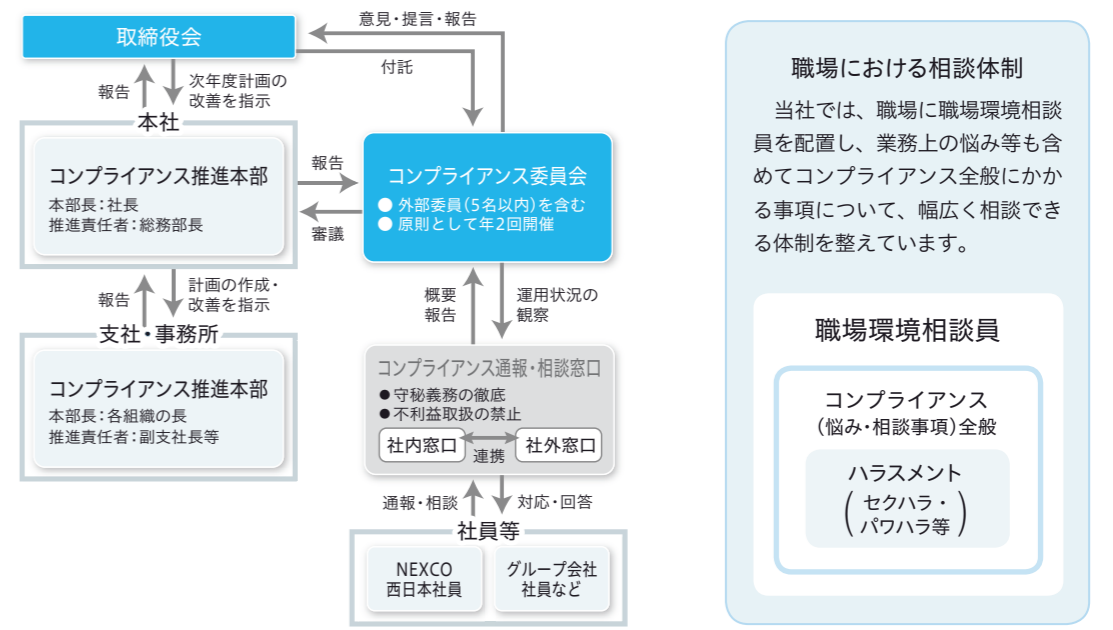 意見・提言・報告
取締役会
付託
報告
次年度計画の
改善を指示
本社
コンプライアンス推進本部
本部長：社長
推進責任者：総務部長
報告
審議
コンプライアンス委員会
● 外部委員（5名以内）を含む
● 原則として年2回開催
報告
計画の作成・
改善を指示
支社・事務所
コンプライアンス推進本部
本部長：各組織の長
推進責任者：副支社長等
概要
報告
運用状況の
観察
コンプライアンス通報・相談窓口
●守秘義務の徹底
●不利益取扱の禁止
社内窓口
連携
社外窓口
通報・相談
対応・回答
社員等
NEXCO
西日本社員
グループ会社
社員など
職場における相談体制
当社では、職場に職場環境相談
員を配置し、業務上の悩み等も含
めてコンプライアンス全般にかか
る事項について、幅広く相談でき
る体制を整えています。
職場環境相談員
コンプライアンス
（悩み・相談事項）全般
ハラスメント
（セクハラ・
パワハラ等）